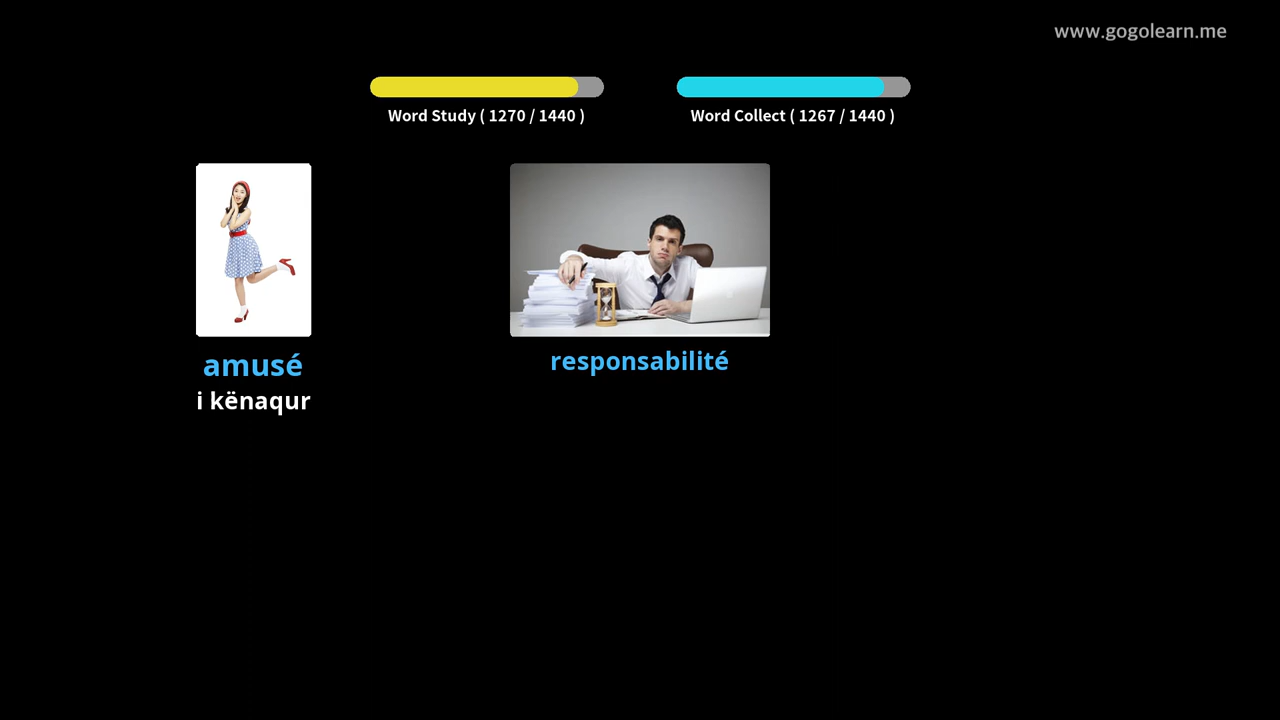 www.gogolearn.me
Word Study ( 1270 / 1440 )
Word Collect ( 1267 / 1440 )
amusé
i kënaqur
responsabilité